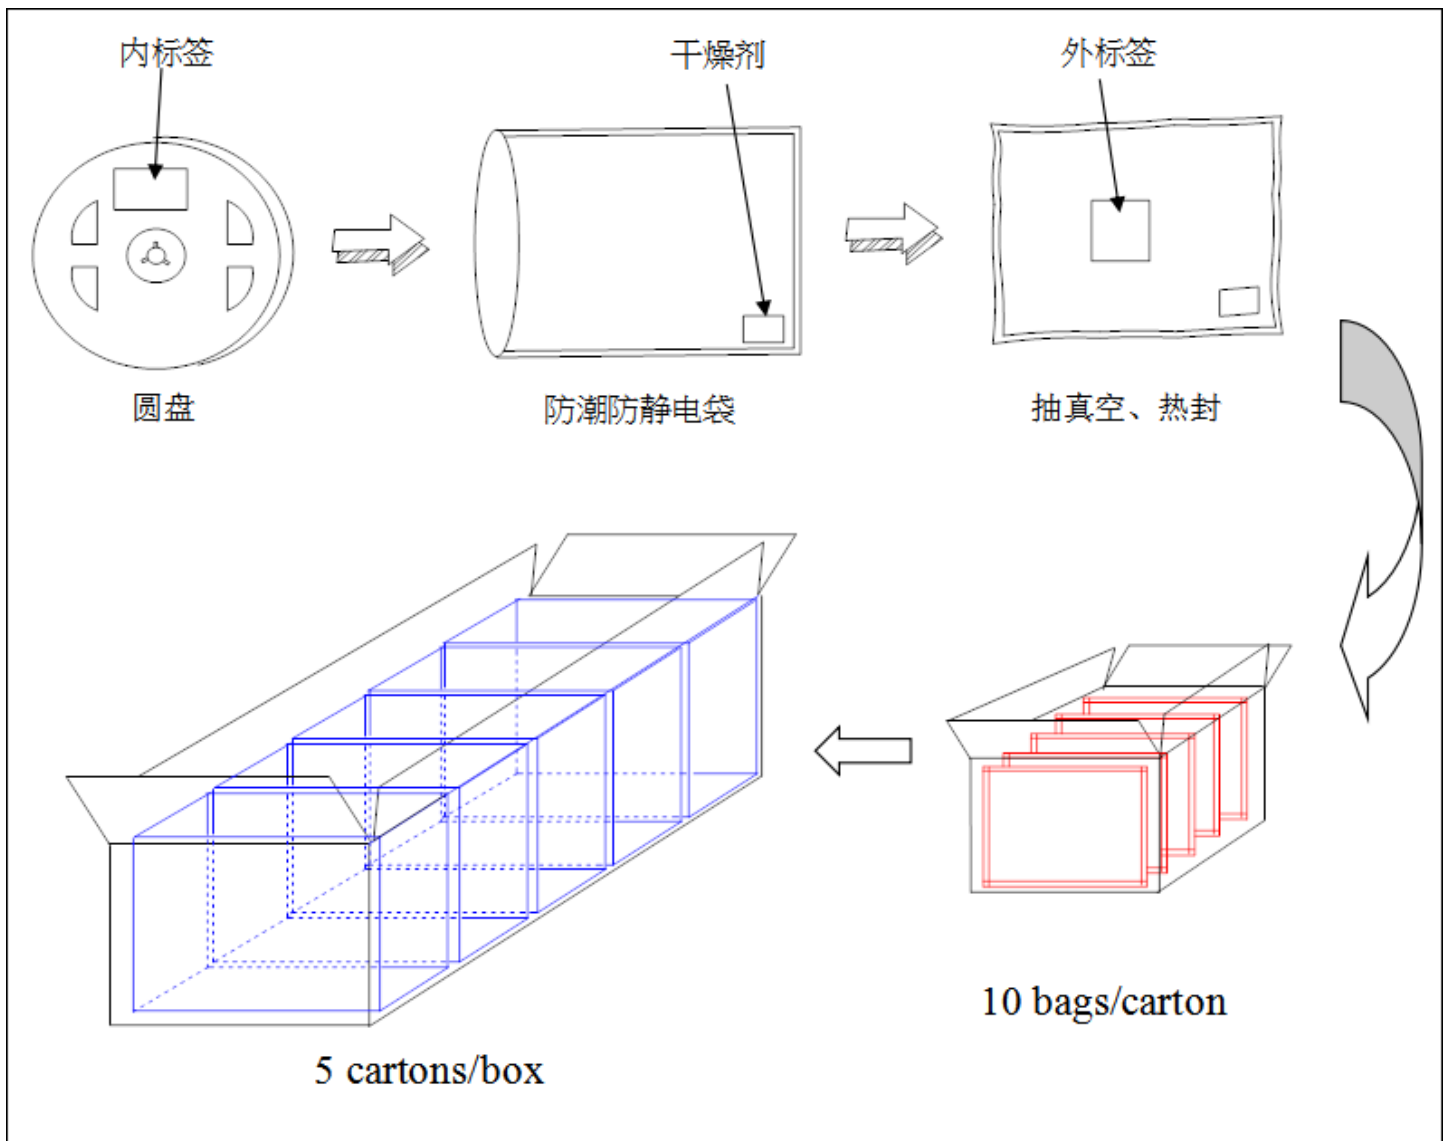 内标签
干燥剂
外标签
圆盘
防潮防静电袋
抽真空、热封
10 bags/carton
5 cartons/box